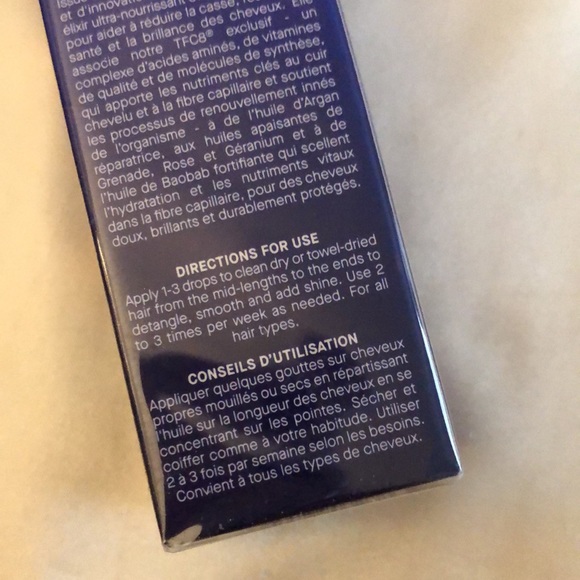 et d'innovation
élixir ultra-nourrissant
pour aider à réduire la casse,
santé et la brillance des cheveux. Elle
associe notre TFC8® exclusif - un
complexe d'acides aminés, de vitamines
de qualité et de molécules de synthèse,
qui apporte les nutriments clés au cuir
chevelu et à la fibre capillaire et soutient
les processus de renouvellement innés
de l'organisme - à de l'huile d'Argan
réparatrice, aux huiles apaisantes de
Grenade, Rose et Géranium et à de
l'huile de Baobab fortifiante qui scellent
l'hydratation et les nutriments vitaux
dans la fibre capillaire, pour des cheveux
doux, brillants et durablement protégés.
DIRECTIONS FOR USE
Apply 1-3 drops to clean dry or towel-dried
hair from the mid-lengths to the ends to
detangle, smooth and add shine. Use 2
to 3 times per week as needed. For all
hair types.
CONSEILS D'UTILISATION
Appliquer quelques gouttes sur cheveux
propres mouillés ou secs en répartissant
l'huile sur la longueur des cheveux en se
concentrant sur les pointes. Sécher et
coiffer comme à votre habitude. Utiliser
2 à 3 fois par semaine selon les besoins.
Convient à tous les types de cheveux.